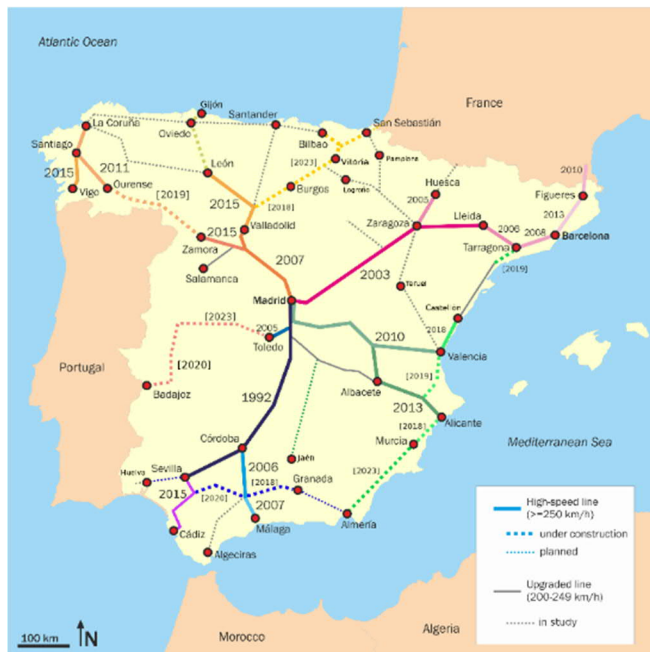 Atlantic Ocean
France
Gijón
La Coruña
Santander
San Sebastián
Oviedo
Bilbao
Santiago
León
[2023]
Vitoria
Pamplona
2010
2011
2015
Vigo
Ourense
[2019]
2015
Burgos
[2018]
Logroño
Huesca
2005
Figueres
2015
Valladolid
Zaragoza
Lleida
2013
Zamora
2006
2008
Barcelona
Tarragona
2007
Salamanca
2003
[2019]
Teruel
Madrid
Castellón
[2023]
2005
Toledo
2010
2018
Valencia
Portugal
[2020]
[2019]
Badajoz
Albacete
1992
2013
Alicante
[2018]
Murcia
Mediterranean Sea
Córdoba
Jaén
Huelva
Sevilla
2006
[2018]
Granada
[2023]
2015
[2020]
2007
Cádiz
Málaga
Almería
Algeciras
High-speed line
(>=250 km/h)
under construction
planned
Upgraded line
(200-249 km/h)
in study
100 km
N
Morocco
Algeria